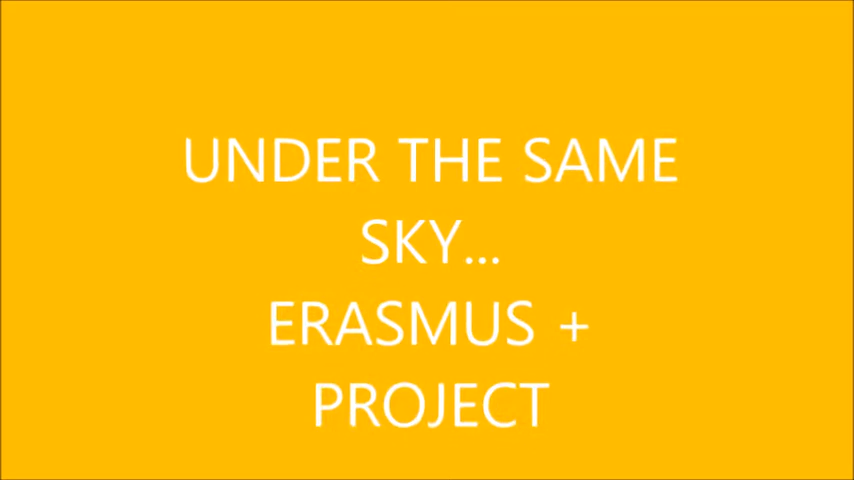 UNDER THE SAME
SKY...
ERASMUS +
PROJECT